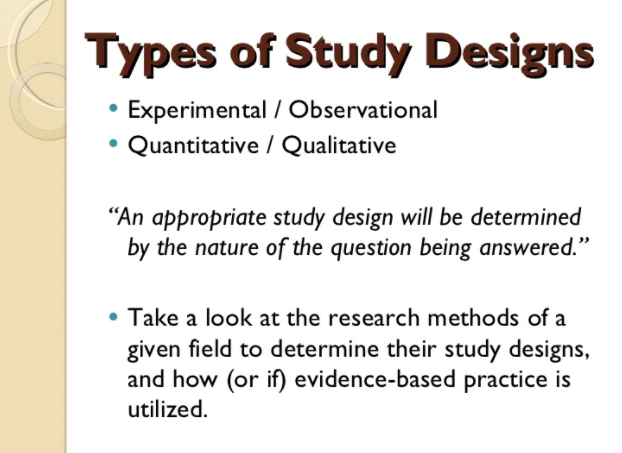 Types of Study Designs
• Experimental / Observational
• Quantitative / Qualitative
“An appropriate study design will be determined
by the nature of the question being answered.”
• Take a look at the research methods of a
given field to determine their study designs,
and how (or if) evidence-based practice is
utilized.